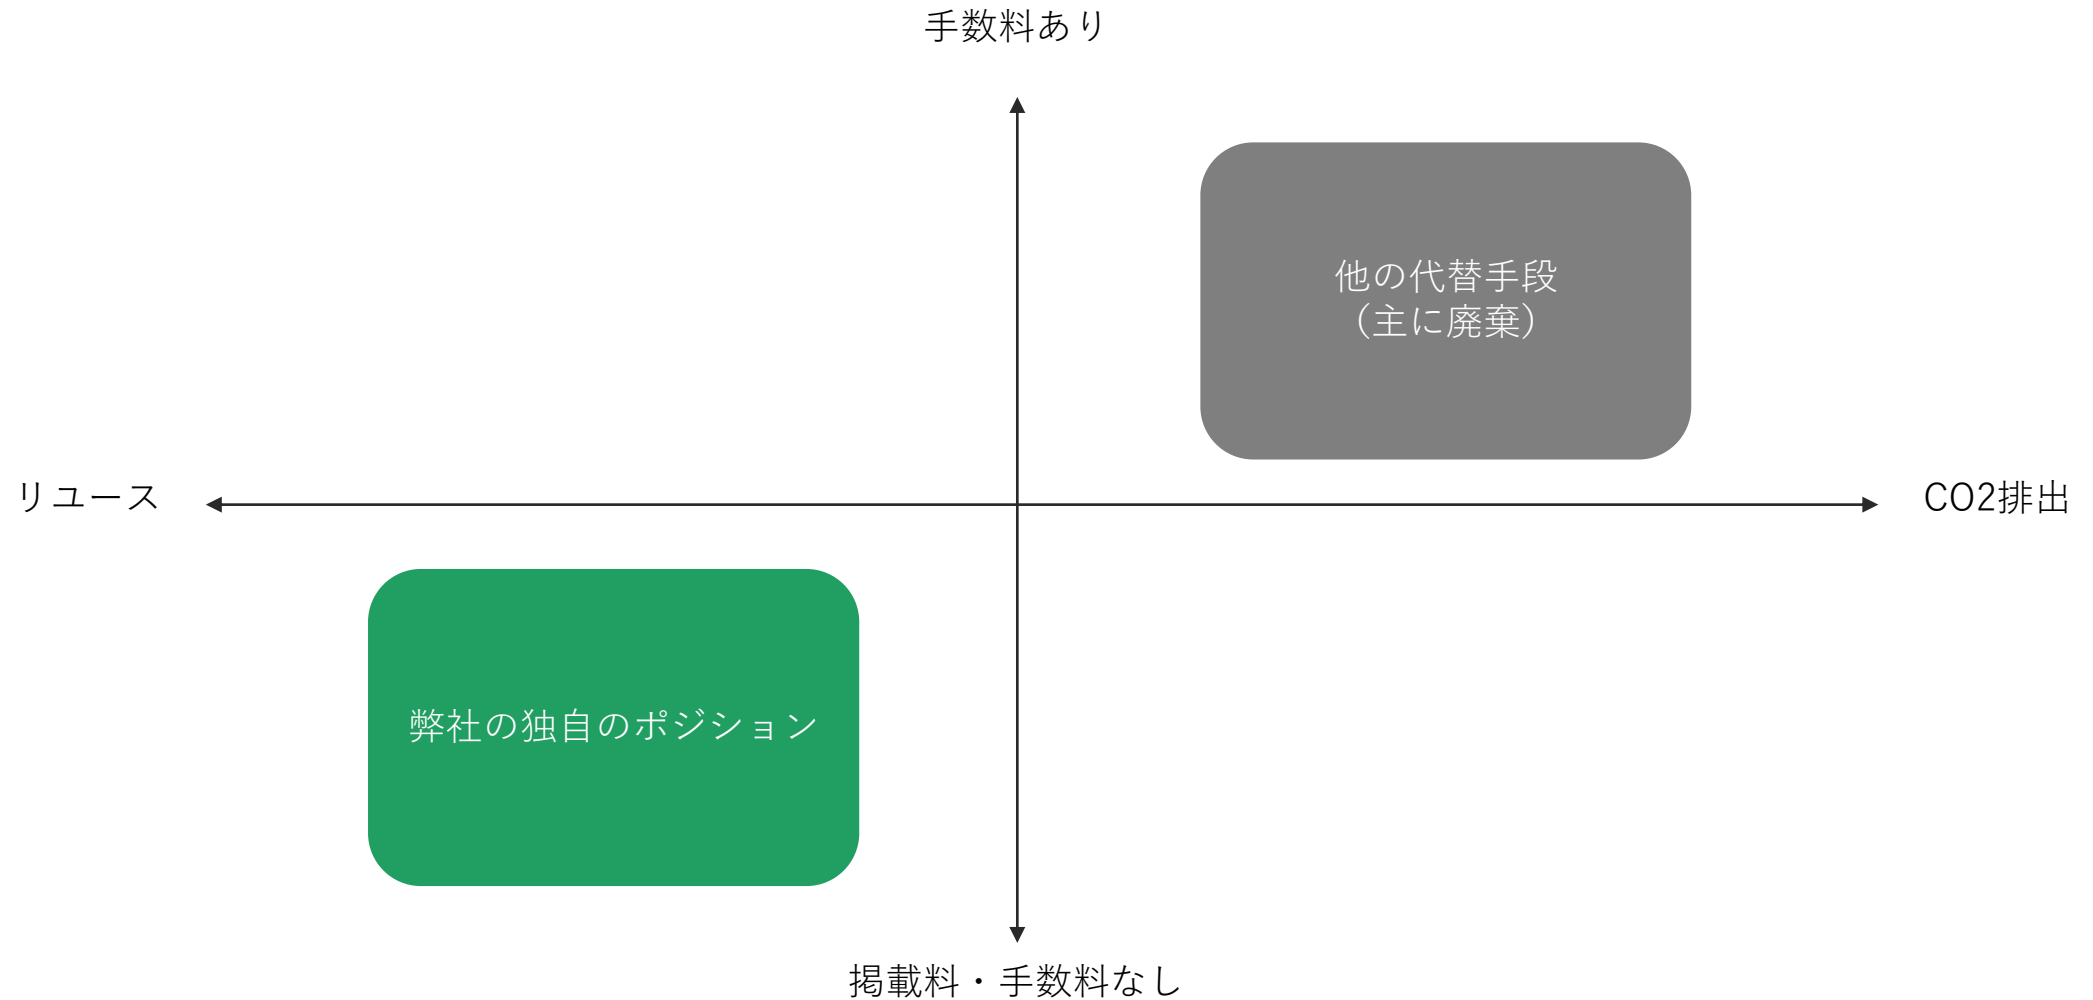 手数料あり
他の代替手段
（主に廃棄）
リユース
CO2排出
弊社の独自のポジション
掲載料・手数料なし